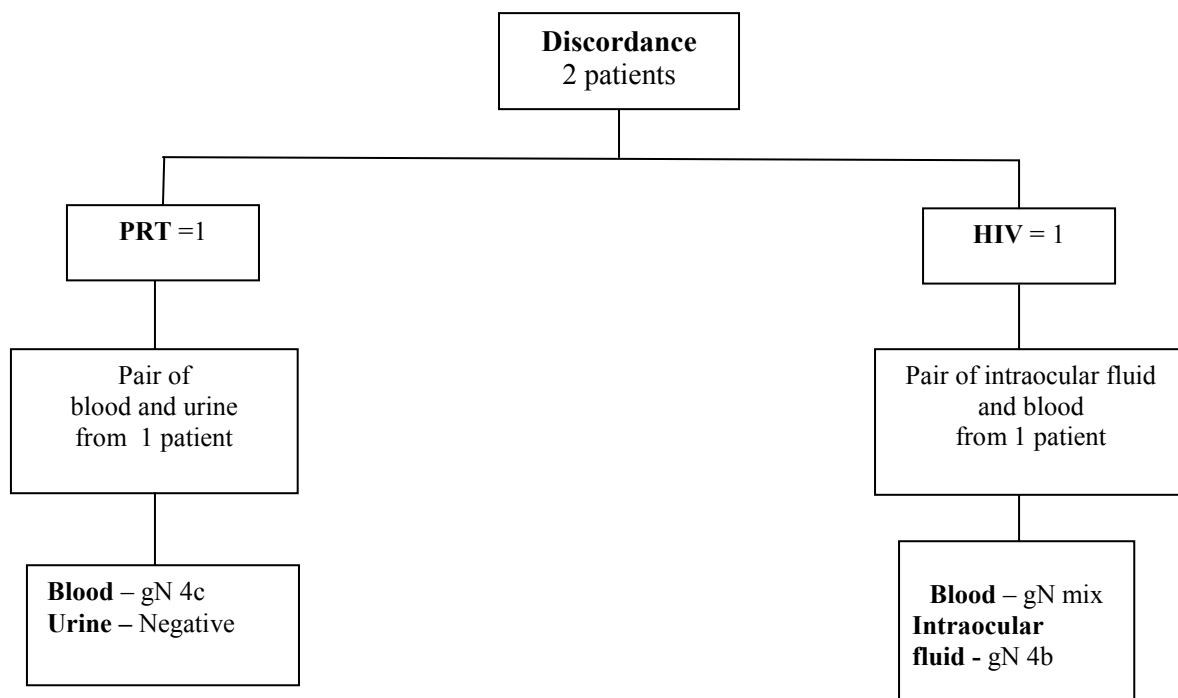 Discordance
2 patients
PRT =1
HIV = 1
Pair of
blood and urine
from 1 patient
Pair of intraocular fluid
and blood
from 1 patient
Blood – gN 4c
Urine – Negative
Blood – gN mix
Intraocular
fluid - gN 4b